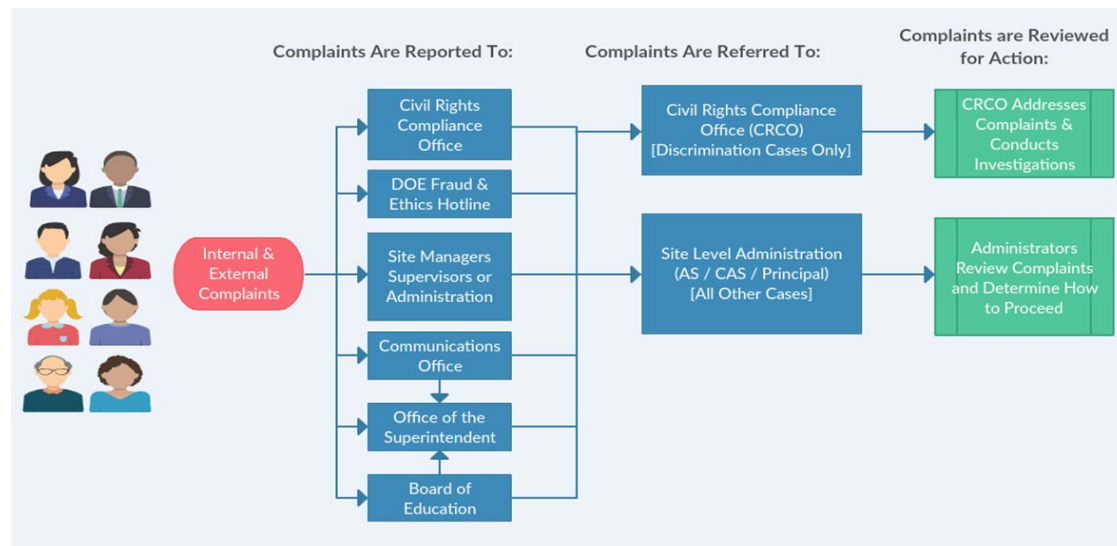 Complaints Are Reported To:
Complaints Are Referred To:
Complaints are Reviewed
for Action:
Internal &
External
Complaints
Civil Rights
Compliance
Office
DOE Fraud &
Ethics Hotline
Site Managers
Supervisors or
Administration
Communications
Office
Office of the
Superintendent
Board of
Education
Civil Rights Compliance
Office (CRCO)
[Discrimination Cases Only]
Site Level Administration
(AS / CAS / Principal)
[All Other Cases]
CRCO Addresses
Complaints &
Conducts
Investigations
Administrators
Review Complaints
and Determine How
to Proceed